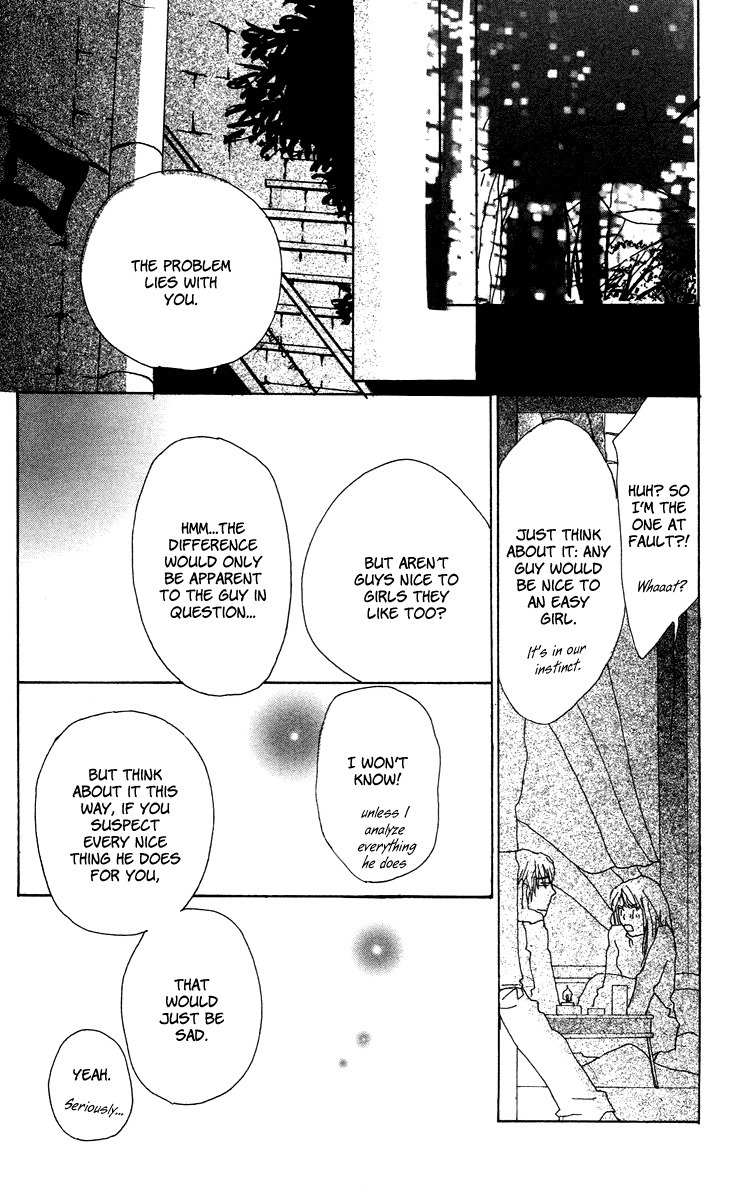 THE PROBLEM
LIES WITH
YOU.
HUH? SO
I'M THE
ONE AT
FAULT?!
Whaaat?
JUST THINK
ABOUT IT: ANY
GUY WOULD
BE NICE TO
AN EASY
GIRL.
It's in our
instinct.
BUT AREN'T
GUYS NICE TO
GIRLS THEY
LIKE TOO?
HMM...THE
DIFFERENCE
WOULD ONLY
BE APPARENT
TO THE GUY IN
QUESTION...
I WON'T
KNOW!
unless I
analyze
everything
he does
BUT THINK
ABOUT IT THIS
WAY, IF YOU
SUSPECT
EVERY NICE
THING HE DOES
FOR YOU,
THAT
WOULD
JUST BE
SAD.
YEAH.
Seriously...